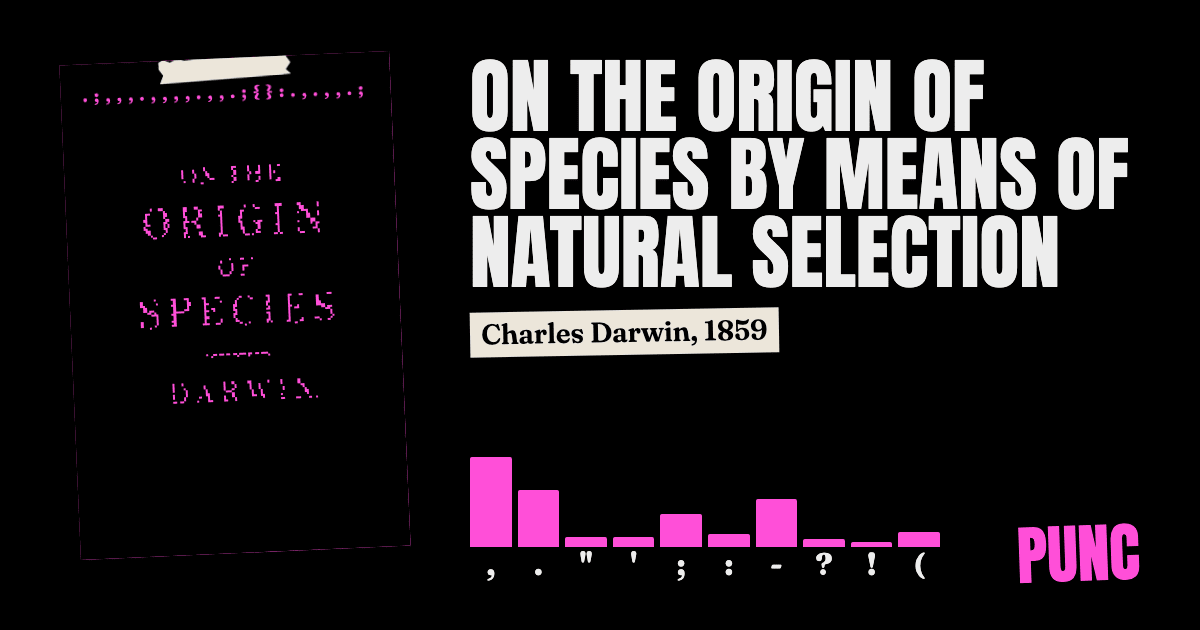 .;,,,.,,,,.,,.;{}:.,.,,.;
ON THE
ORIGIN
OF
SPECIES
DARWIN
ON THE ORIGIN OF
SPECIES BY MEANS OF
NATURAL SELECTION
Charles Darwin, 1859
, . " ' ; : - ? ! (
PUNC